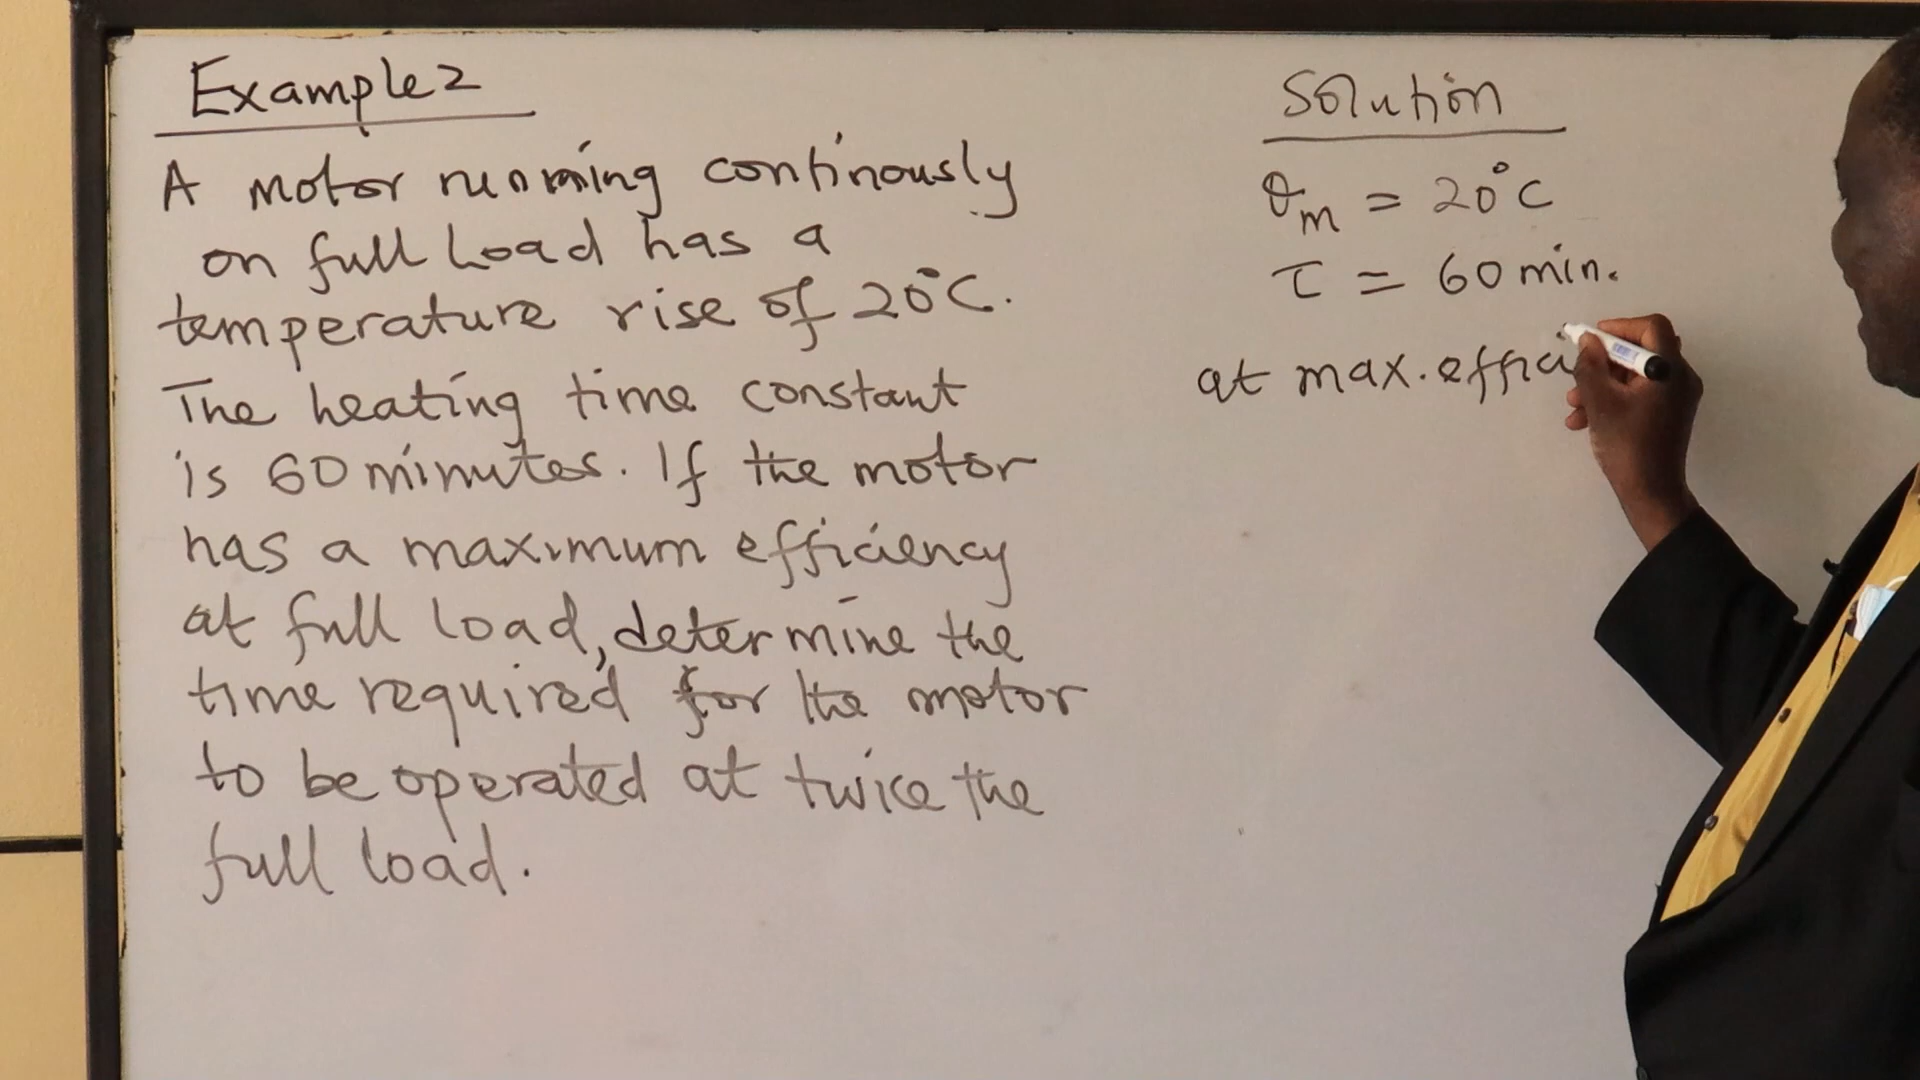 Example 2
A motor running continously
on full load has a
temperature rise of 20°C.
The heating time constant
is 60 minutes. If the motor
has a maximum efficiency
at full load, determine the
time required for the motor
to be operated at twice the
full load.
Solution
θm = 20°C
τ = 60 min.
at max. effici